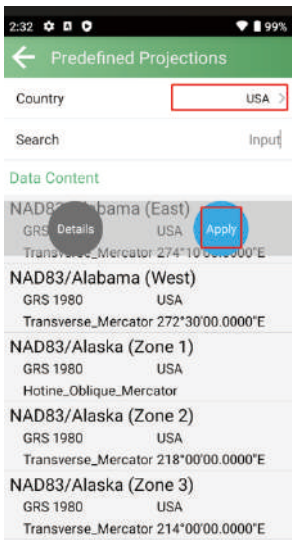 2:32 99%
Predefined Projections
Country USA
Search Input
Data Content
NAD83 bama (East)
GRS USA
Details Apply
Transverse_Mercator 274°10'00.0000"E
NAD83/Alabama (West)
GRS 1980 USA
Transverse_Mercator 272°30'00.0000"E
NAD83/Alaska (Zone 1)
GRS 1980 USA
Hotine_Oblique_Mercator
NAD83/Alaska (Zone 2)
GRS 1980 USA
Transverse_Mercator 218°00'00.0000"E
NAD83/Alaska (Zone 3)
GRS 1980 USA
Transverse_Mercator 214°00'00.0000"E